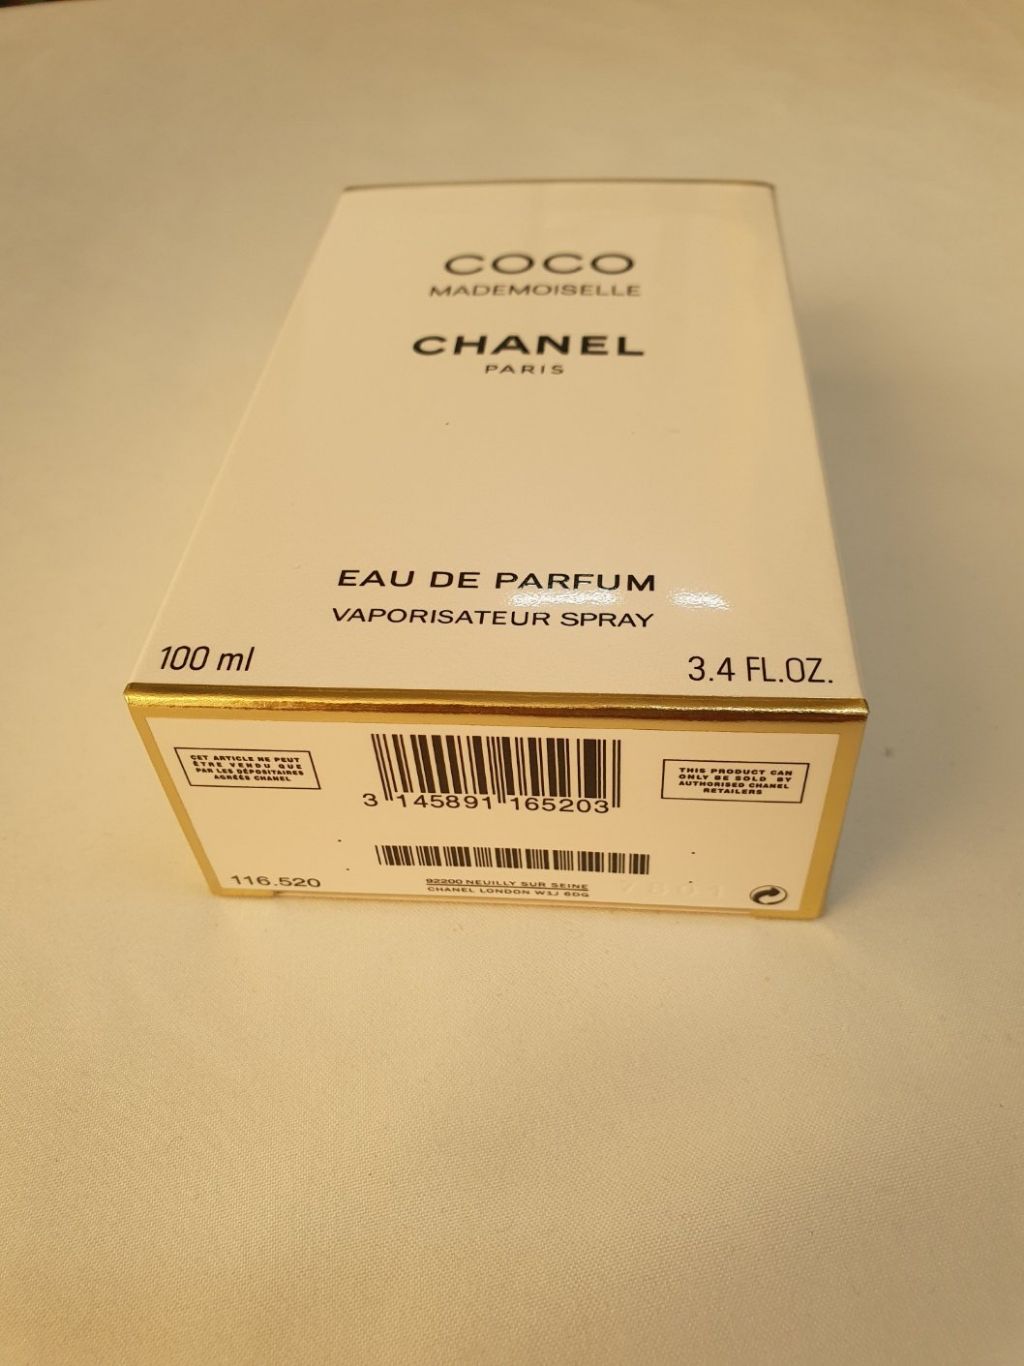 COCO
MADEMOISELLE
CHANEL
PARIS
EAU DE PARFUM
VAPORISATEUR SPRAY
100 ml
3.4 FL.OZ.
CET ARTICLE NE PEUT
ÊTRE VENDU QUE
PAR LES DÉPOSITAIRES
AGRÉÉS CHANEL
3 145891 165203
THIS PRODUCT CAN
ONLY BE SOLD BY
AUTHORISED CHANEL
RETAILERS
116.520
92200 NEUILLY SUR SEINE
CHANEL LONDON W1J 6DG